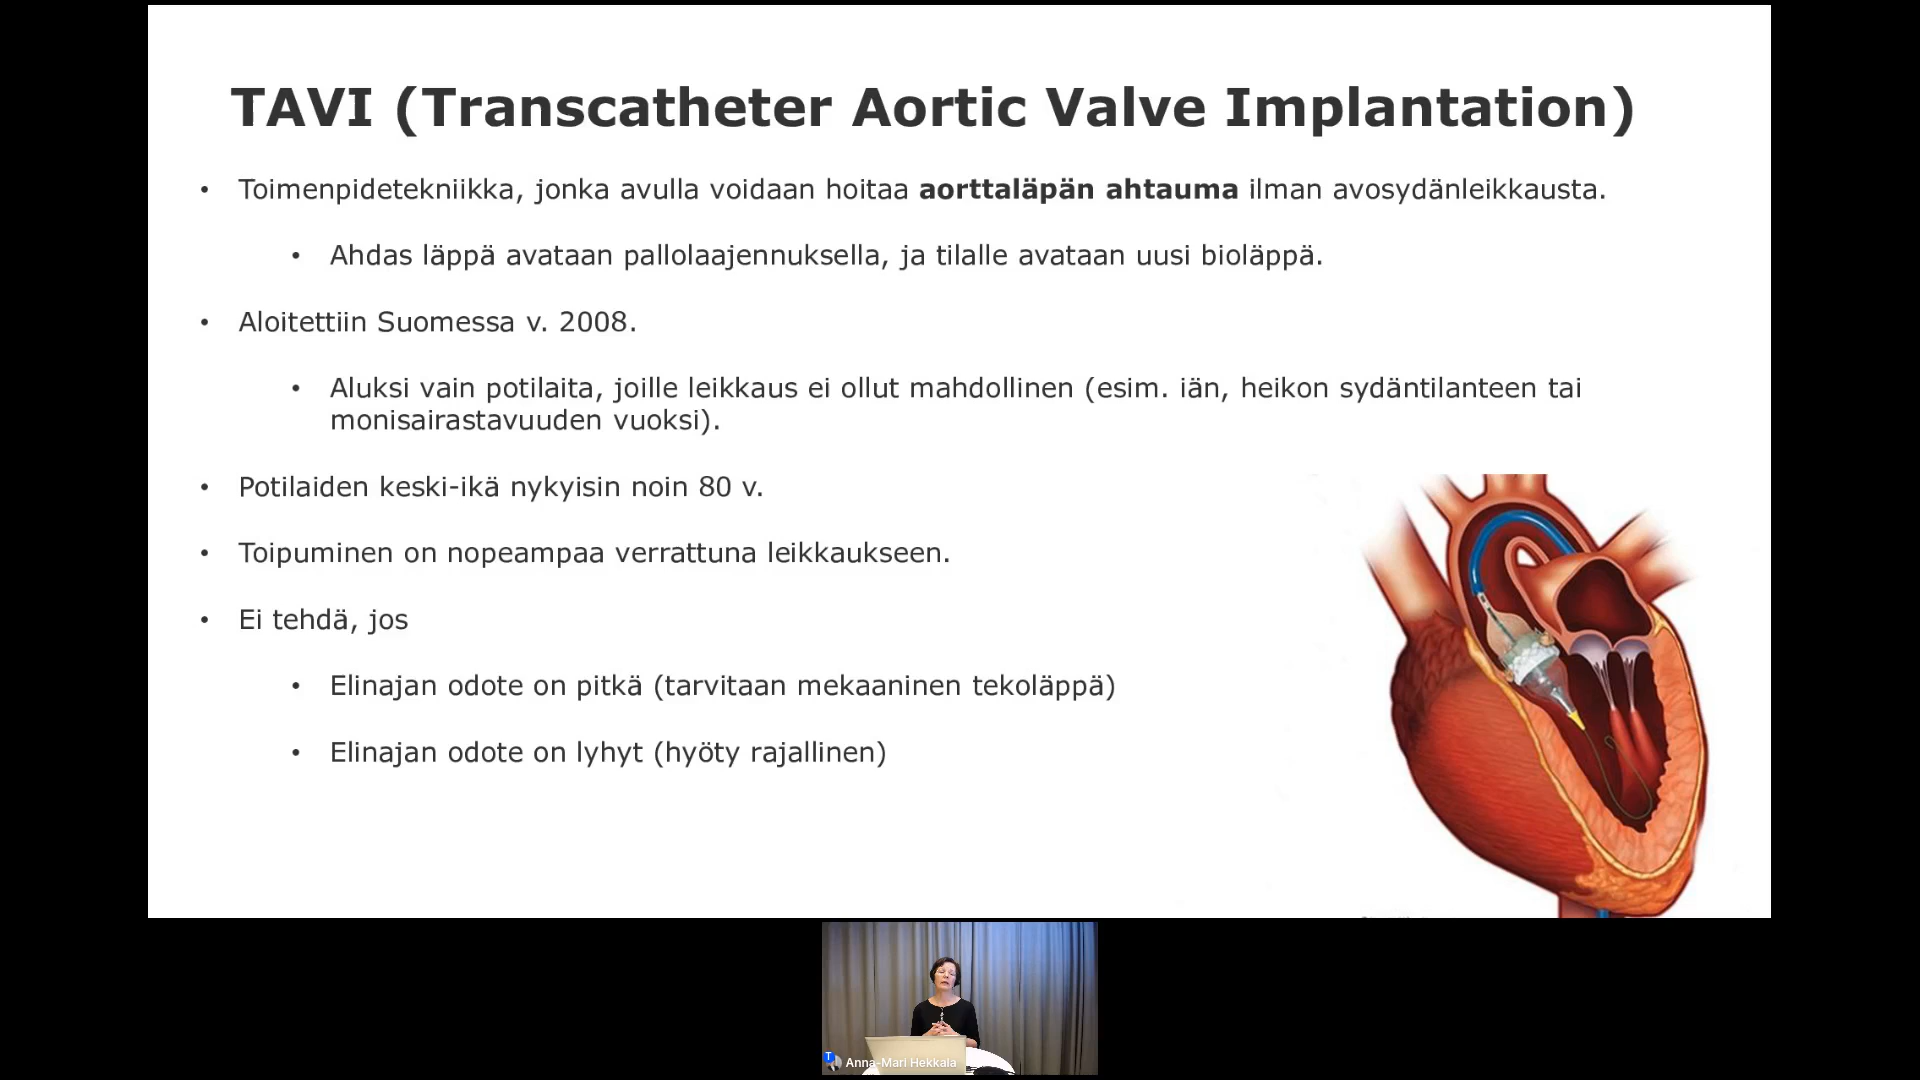 TAVI (Transcatheter Aortic Valve Implantation)
• Toimenpidetekniikka, jonka avulla voidaan hoitaa aorttaläpän ahtauma ilman avosydänleikkausta.
• Ahdas läppä avataan pallolaajennuksella, ja tilalle avataan uusi bioläppä.
• Aloitettiin Suomessa v. 2008.
• Aluksi vain potilaita, joille leikkaus ei ollut mahdollinen (esim. iän, heikon sydäntilanteen tai
monisairastavuuden vuoksi).
• Potilaiden keski-ikä nykyisin noin 80 v.
• Toipuminen on nopeampaa verrattuna leikkaukseen.
• Ei tehdä, jos
• Elinajan odote on pitkä (tarvitaan mekaaninen tekoläppä)
• Elinajan odote on lyhyt (hyöty rajallinen)
T
Anna-Mari Hekkala